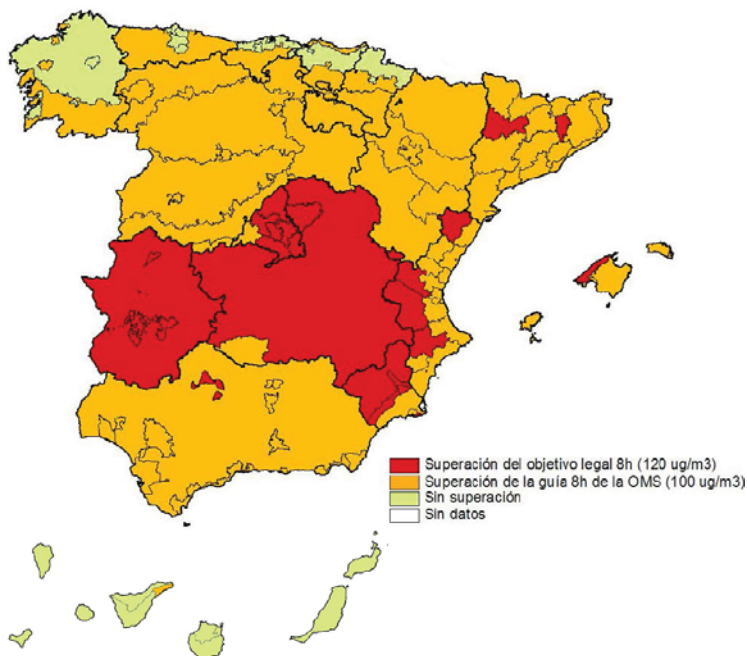 Superación del objetivo legal 8h (120 ug/m3)
Superación de la guía 8h de la OMS (100 ug/m3)
Sin superación
Sin datos